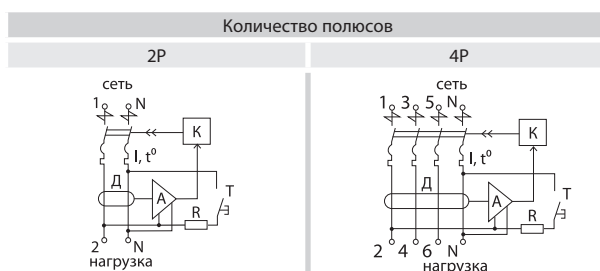 Количество полюсов
2P 4P
сеть сеть
1 N 1 3 5 N
K K
I, t⁰ I, t⁰
Д A T Д A T
R R
2 N 2 4 6 N
нагрузка нагрузка